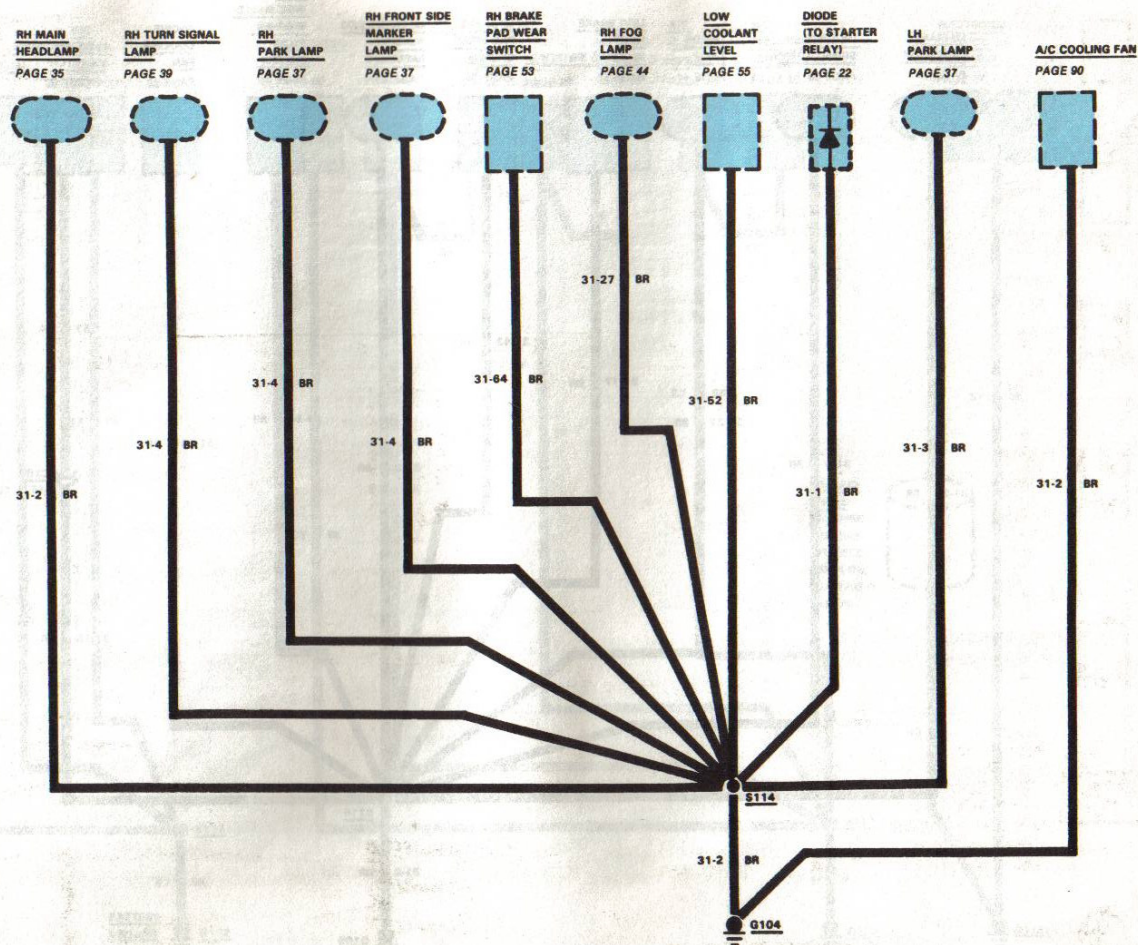 RH MAIN
HEADLAMP
PAGE 35
RH TURN SIGNAL
LAMP
PAGE 39
RH
PARK LAMP
PAGE 37
RH FRONT SIDE
MARKER
LAMP
PAGE 37
RH BRAKE
PAD WEAR
SWITCH
PAGE 53
RH FOG
LAMP
PAGE 44
LOW
COOLANT
LEVEL
PAGE 55
DIODE
(TO STARTER
RELAY)
PAGE 22
LH
PARK LAMP
PAGE 37
A/C COOLING FAN
PAGE 90
31-27 BR
31-4 BR
31-64 BR
31-52 BR
31-4 BR
31-4 BR
31-3 BR
31-2 BR
31-1 BR
31-2 BR
S114
31-2 BR
G104